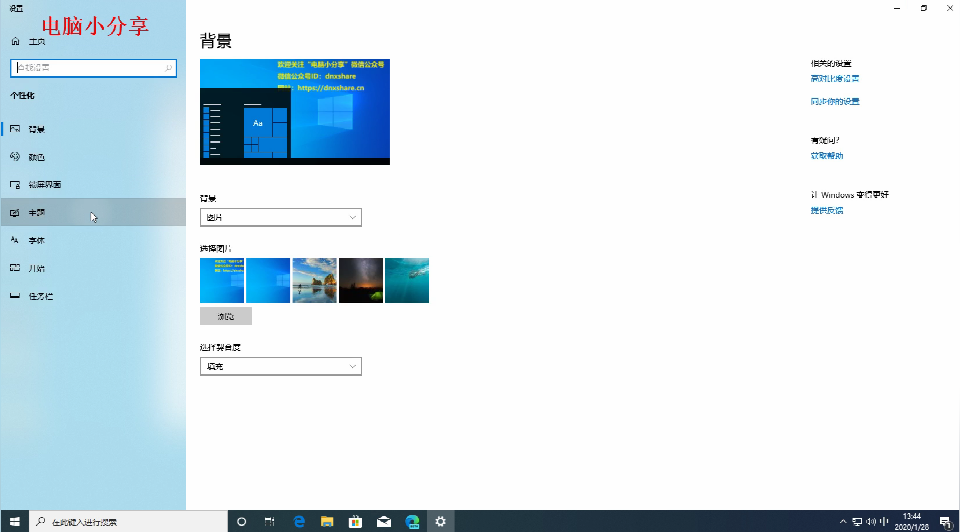 设置
电脑小分享
主页
查找设置
个性化
背景
颜色
锁屏界面
主题
字体
开始
任务栏
背景
欢迎关注“电脑小分享”微信公众号
微信公众号ID：dnxshare
网站：https://dnxshare.cn
Aa
背景
图片
选择图片
浏览
选择契合度
填充
相关的设置
高对比度设置
同步你的设置
有疑问?
获取帮助
让 Windows 变得更好
提供反馈
在此键入进行搜索
中
13:44
2020/1/28